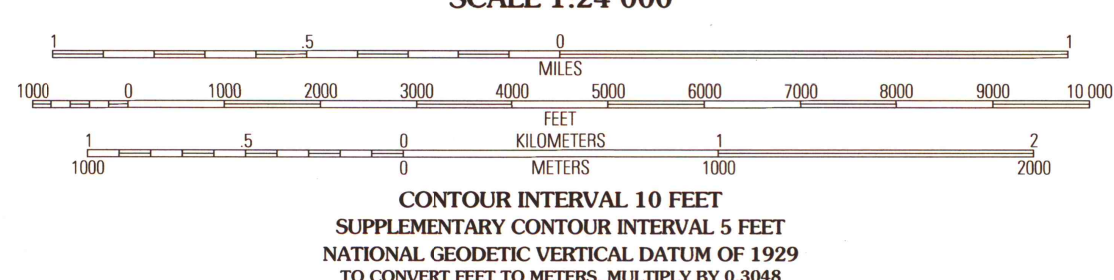 SCALE 1:24 000
1 .5 0 1
MILES
1000 0 1000 2000 3000 4000 5000 6000 7000 8000 9000 10 000
FEET
1 .5 0 KILOMETERS 1 2
1000 0 METERS 1000 2000
CONTOUR INTERVAL 10 FEET
SUPPLEMENTARY CONTOUR INTERVAL 5 FEET
NATIONAL GEODETIC VERTICAL DATUM OF 1929
TO CONVERT FEET TO METERS, MULTIPLY BY 0.3048